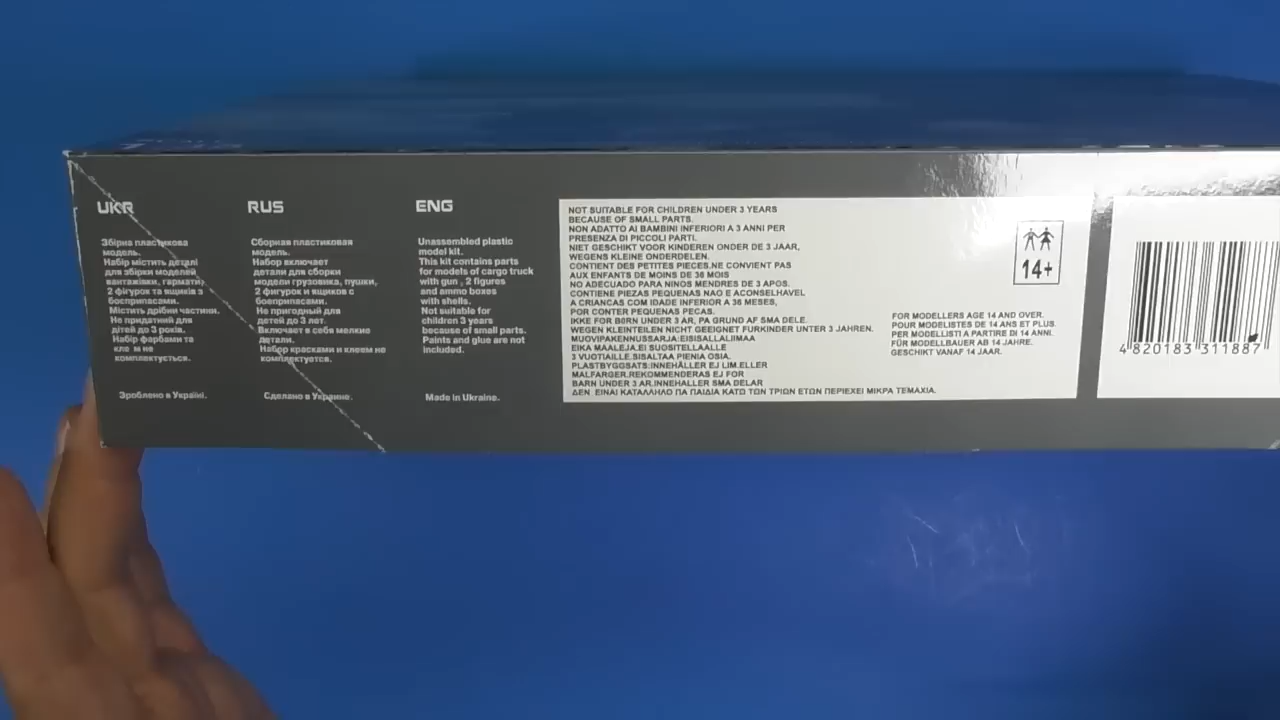 UKR
Збірна пластикова
модель.
Набір містить деталі
для збірки моделей
вантажівки, гармати,
2 фігурок та ящиків з
боєприпасами.
Містить дрібні частини.
Не придатний для
дітей до 3 років.
Набір фарбами та
клеєм не
комплектується.
Зроблено в Україні.
RUS
Сборная пластиковая
модель.
Набор включает
детали для сборки
модели грузовика, пушки,
2 фигурок и ящиков с
боеприпасами.
Не пригодный для
детей до 3 лет.
Включает в себя мелкие
детали.
Набор красками и клеем не
комплектуется.
Сделано в Украине.
ENG
Unassembled plastic
model kit.
This kit contains parts
for models of cargo truck
with gun , 2 figures
and ammo boxes
with shells.
Not suitable for
children 3 years
because of small parts.
Paints and glue are not
included.
Made in Ukraine.
NOT SUITABLE FOR CHILDREN UNDER 3 YEARS
BECAUSE OF SMALL PARTS.
NON ADATTO AI BAMBINI INFERIORI A 3 ANNI PER
PRESENZA DI PICCOLI PARTI.
NIET GESCHIKT VOOR KINDEREN ONDER DE 3 JAAR,
WEGENS KLEINE ONDERDELEN.
CONTIENT DES PETITES PIECES.NE CONVIENT PAS
AUX ENFANTS DE MOINS DE 36 MOIS
NO ADECUADO PARA NINOS MENDRES DE 3 APOS.
CONTIENE PIEZAS PEQUENAS NAO E ACONSELHAVEL
A CRIANCAS COM IDADE INFERIOR A 36 MESES,
POR CONTER PEQUENAS PECAS.
IKKE FOR BØRN UNDER 3 AR, PA GRUND AF SMA DELE.
WEGEN KLEINTEILEN NICHT GEEIGNET FURKINDER UNTER 3 JAHREN.
MUOVIPAKENNUSSARJA:EISISALLALIIMAA
EIKA MAALEJA.EI SUOSITELLAALLE
3 VUOTIAILLE.SISALTAA PIENIA OSIA.
PLASTBYGGSATS:INNEHÅLLER EJ LIM.ELLER
MALFARGER.REKOMMENDERAS EJ FOR
BARN UNDER 3 AR.INNEHALLER SMA DELAR
ΔΕΝ ΕΙΝΑΙ ΚΑΤΑΛΛΗΛΟ ΓΙΑ ΠΑΙΔΙΑ ΚΑΤΩ ΤΩΝ ΤΡΙΩΝ ΕΤΩΝ ΠΕΡΙΕΧΕΙ ΜΙΚΡΑ ΤΕΜΑΧΙΑ.
14+
FOR MODELLERS AGE 14 AND OVER.
POUR MODELISTES DE 14 ANS ET PLUS.
PER MODELLISTI A PARTIRE DI 14 ANNI.
FÜR MODELLBAUER AB 14 JAHRE.
GESCHIKT VANAF 14 JAAR.
4 820183 311887